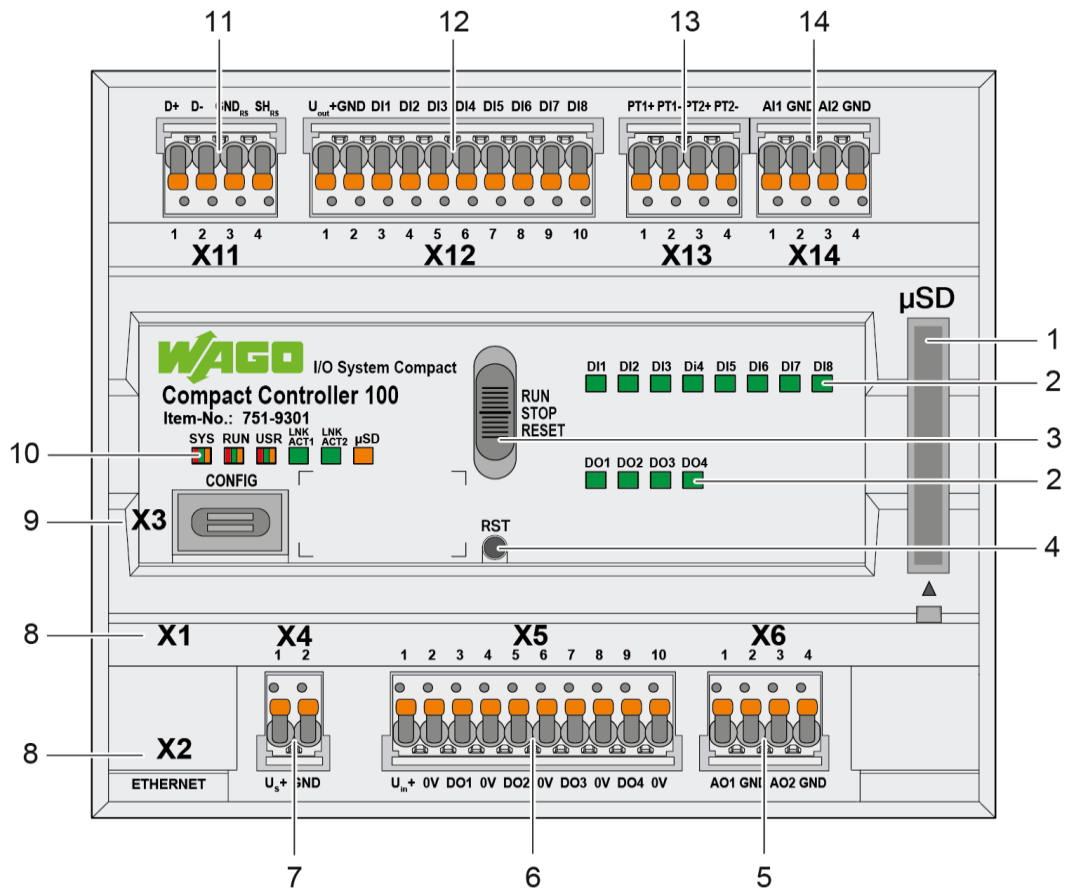 11 12 13 14
D+ D- GND RS SH RS U out + GND DI1 DI2 DI3 DI4 DI5 DI6 DI7 DI8 PT1+ PT1- PT2+ PT2- AI1 GND AI2 GND
1 2 3 4 1 2 3 4 5 6 7 8 9 10 1 2 3 4 1 2 3 4
X11 X12 X13 X14
µSD
1
WAGO I/O System Compact
Compact Controller 100
Item-No.: 751-9301
DI1 DI2 DI3 Di4 DI5 DI6 DI7 DI8
2
RUN
STOP
RESET
3
SYS RUN USR LNK ACT1 LNK ACT2 µSD
10
DO1 DO2 DO3 DO4
2
CONFIG
9 X3
RST
4
8 X1 X4 X5 X6
1 2 1 2 3 4 5 6 7 8 9 10 1 2 3 4
8 X2
ETHERNET
U s + GND U in + 0V DO1 0V DO2 0V DO3 0V DO4 0V AO1 GND AO2 GND
7 6 5